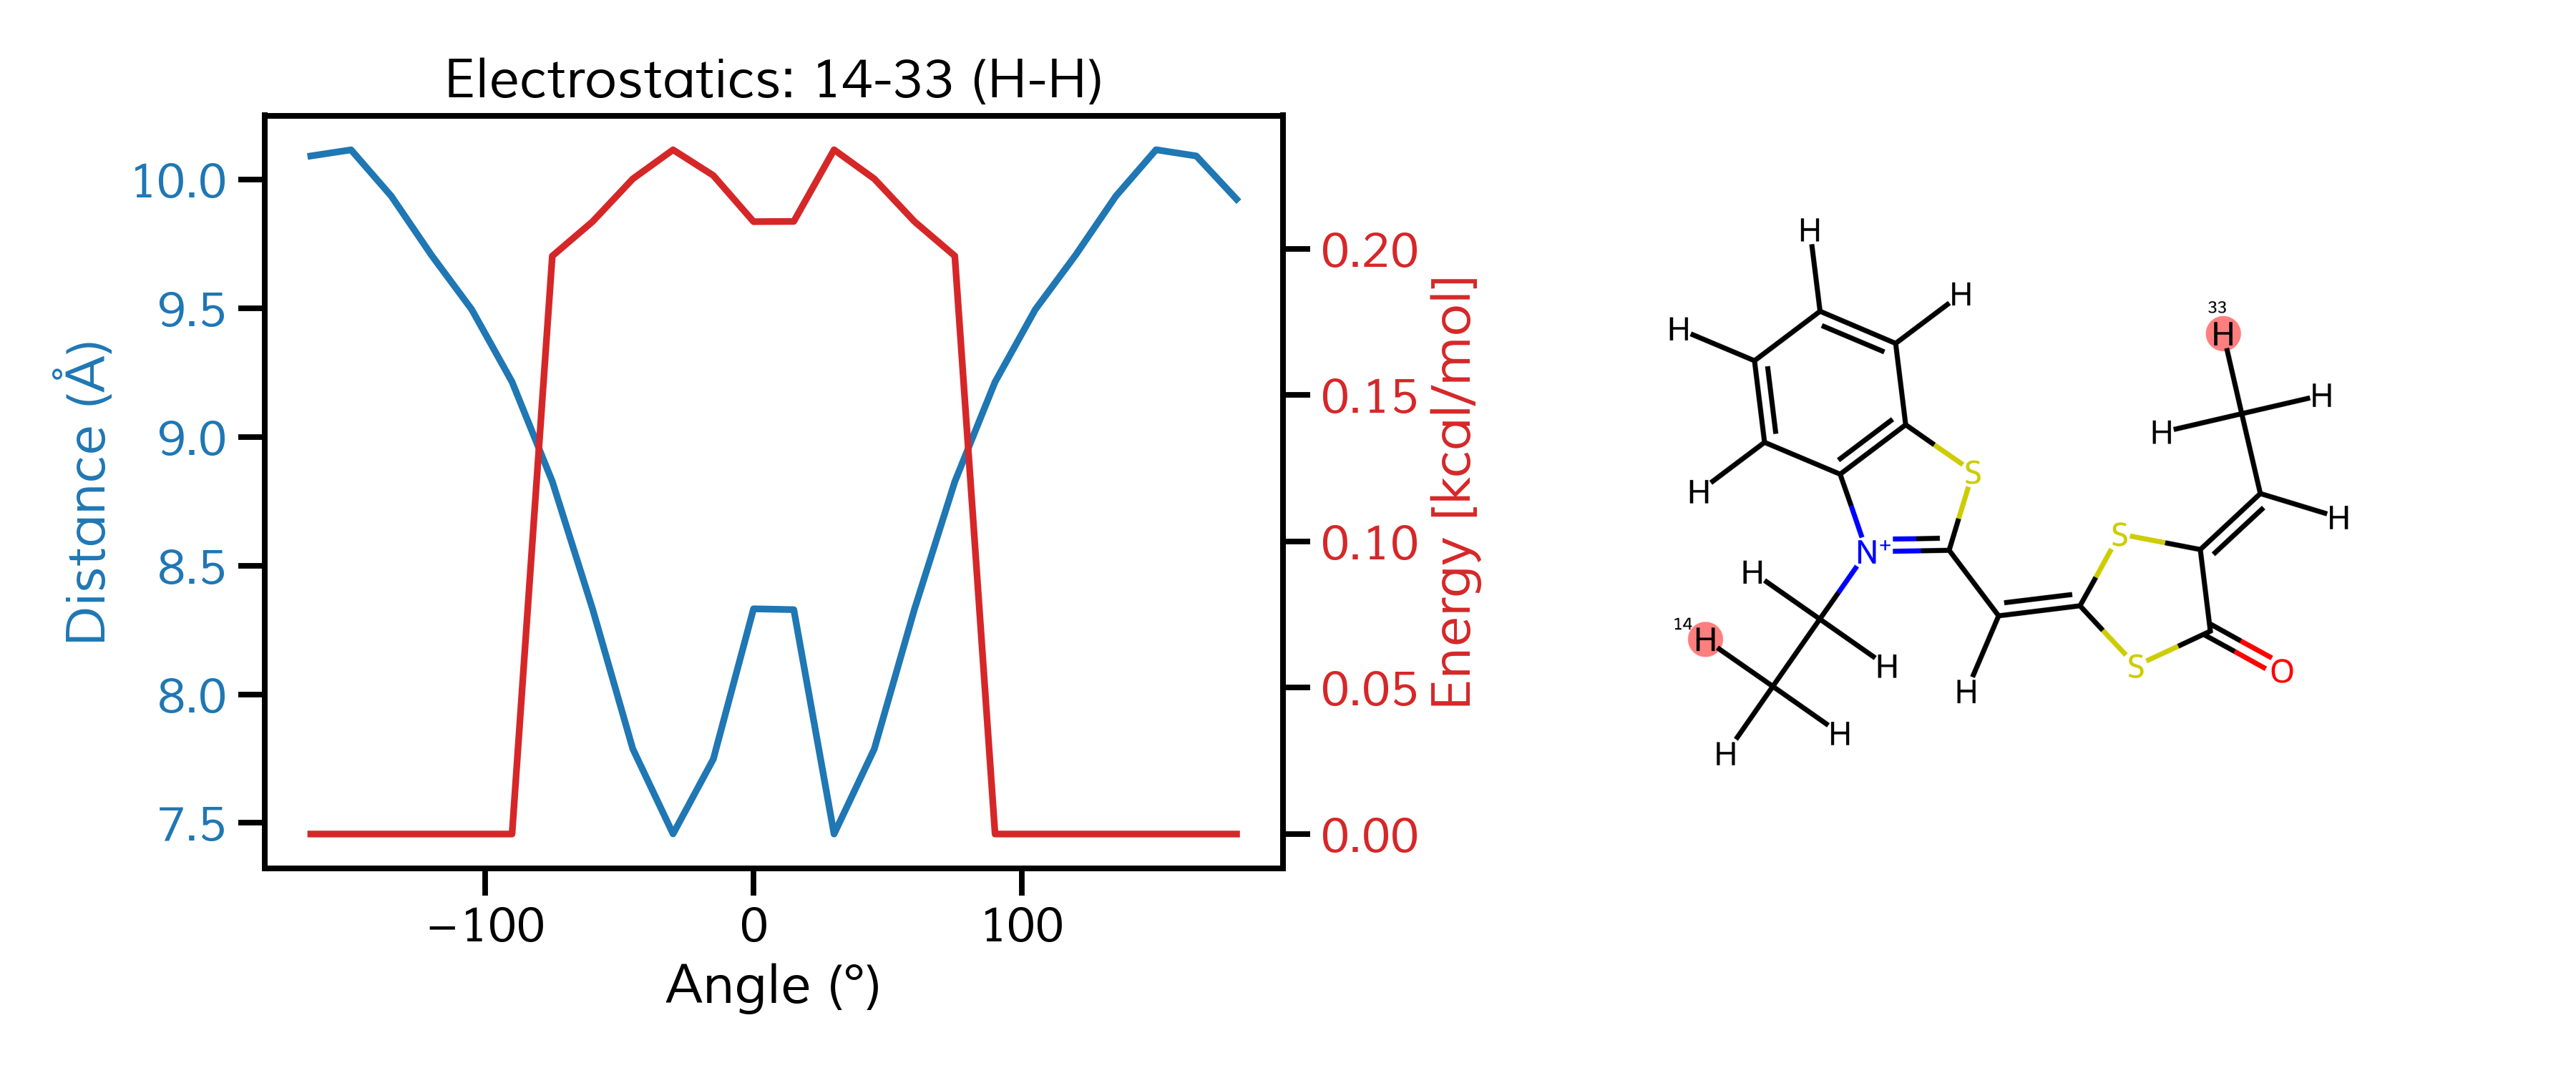 Electrostatics: 14-33 (H-H)
Distance (Å)
10.0
9.5
9.0
8.5
8.0
7.5
−100
0
100
Angle (°)
0.20
0.15
0.10
0.05
0.00
Energy [kcal/mol]
H
H
H
33
H
H
H
H
S
H
H
S
N+
H
14
H
H
S
O
H
H
H